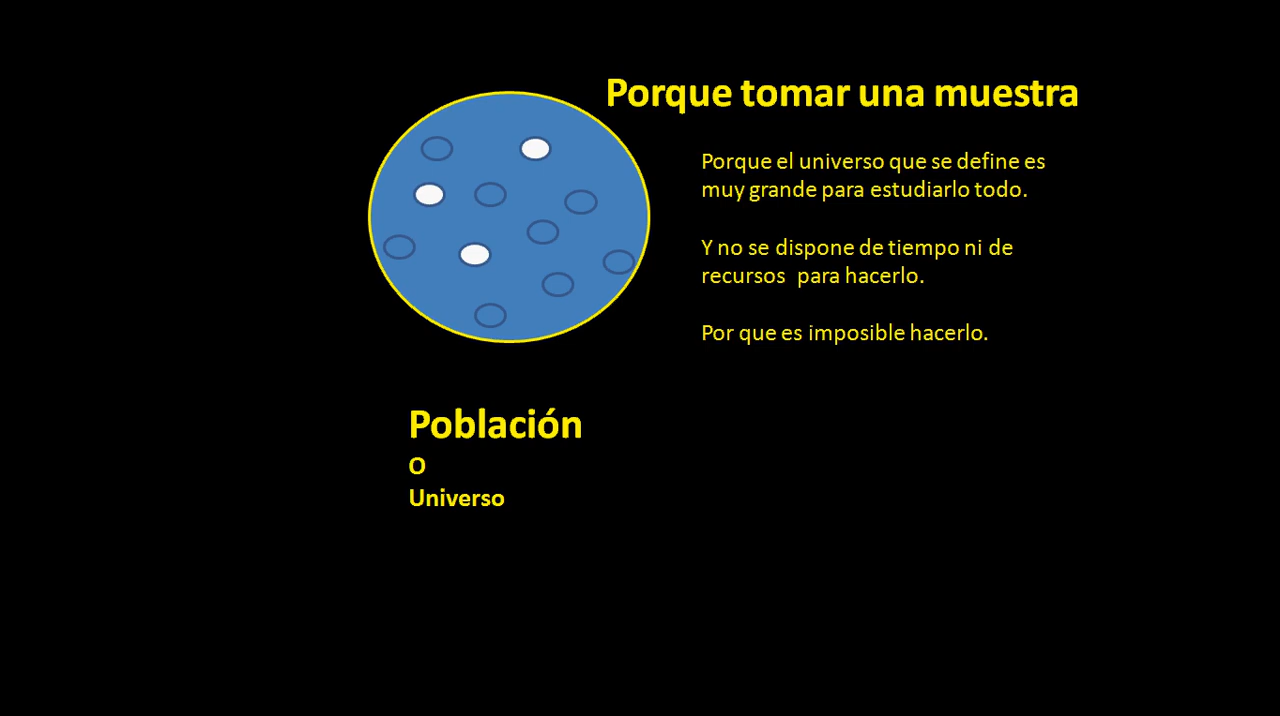 Porque tomar una muestra
Porque el universo que se define es
muy grande para estudiarlo todo.
Y no se dispone de tiempo ni de
recursos  para hacerlo.
Por que es imposible hacerlo.
Población
O
Universo